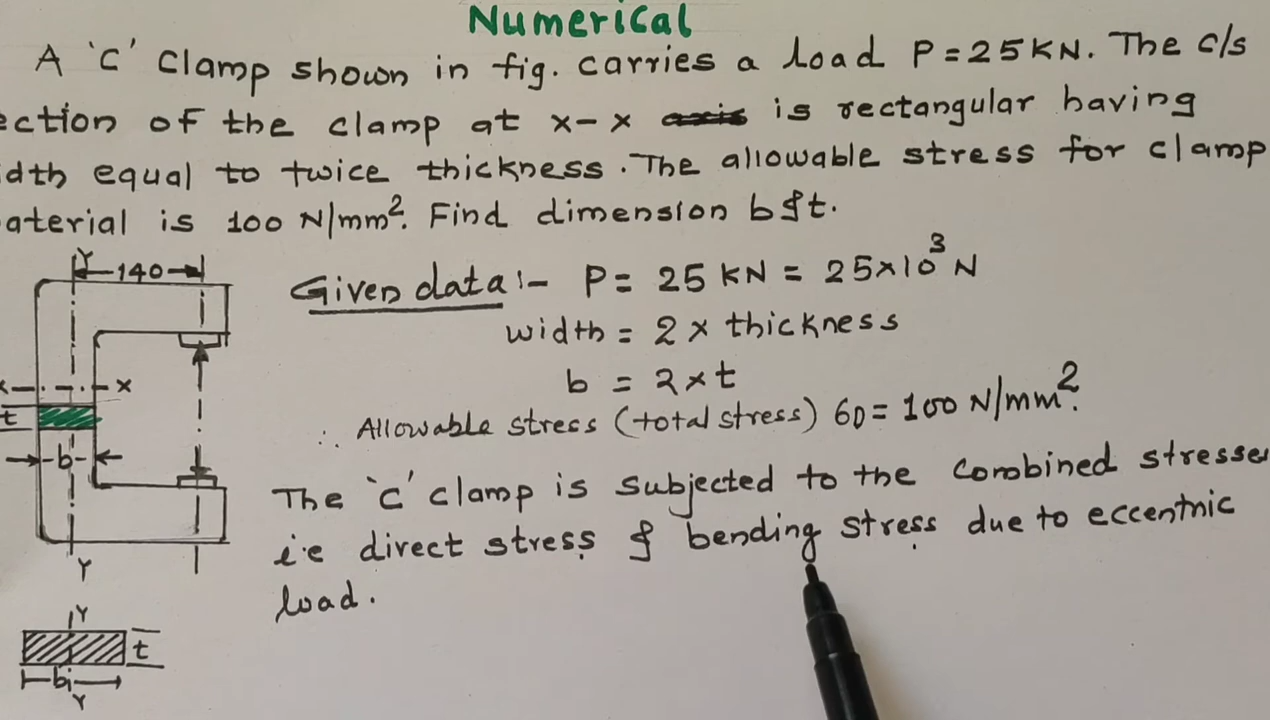 Numerical
A 'C' Clamp shown in fig. carries a load P=25KN. The c/s
ection of the clamp at x-x is rectangular having
dth equal to twice thickness. The allowable stress for clamp
aterial is 100 N/mm². Find dimension b&t.
Y
140
x x
t
b
Y
Y
t
b
Y
Given data :- P = 25 KN = 25×10³ N
width = 2 × thickness
b = 2×t
∴ Allowable stress (total stress) 6D = 100 N/mm².
The 'C' clamp is subjected to the combined stresses
i.e direct stress & bending stress due to eccentric
load.